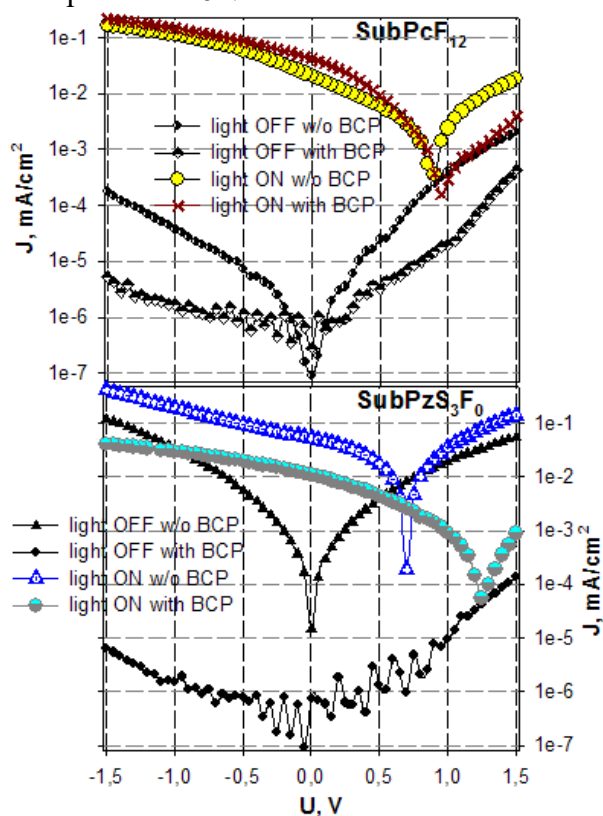 SubPcF12
1e-1
1e-2
light OFF w/o BCP
light OFF with BCP
1e-3
light ON w/o BCP
light ON with BCP
1e-4
J, mA/cm2
1e-5
1e-6
1e-7
SubPzS3F0
1e-1
1e-2
light OFF w/o BCP
1e-3
light OFF with BCP
light ON w/o BCP
1e-4
light ON with BCP
J, mA/cm2
1e-5
1e-6
1e-7
-1,5 -1,0 -0,5 0,0 0,5 1,0 1,5
U, V